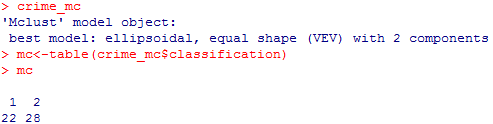 > crime_mc
'Mclust' model object:
 best model: ellipsoidal, equal shape (VEV) with 2 components
> mc<-table(crime_mc$classification)
> mc

 1  2
22 28